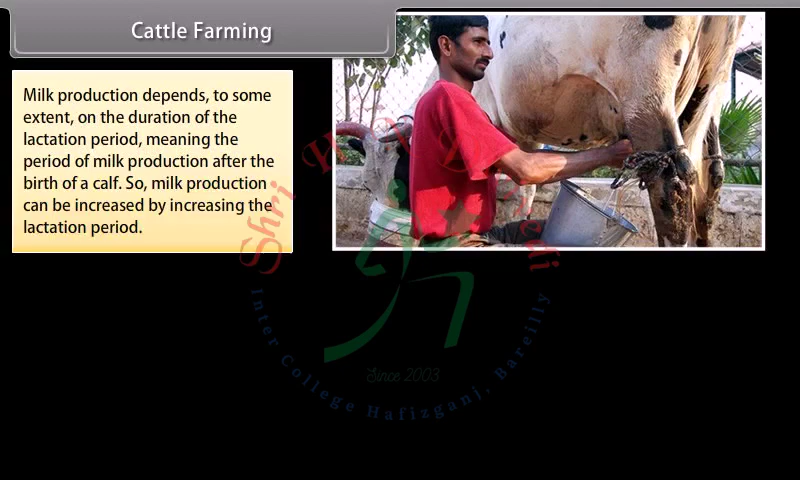 Cattle Farming
Milk production depends, to some
extent, on the duration of the
lactation period, meaning the
period of milk production after the
birth of a calf. So, milk production
can be increased by increasing the
lactation period.
Shri
Since 2003
Inter College Hafizganj, Bareilly